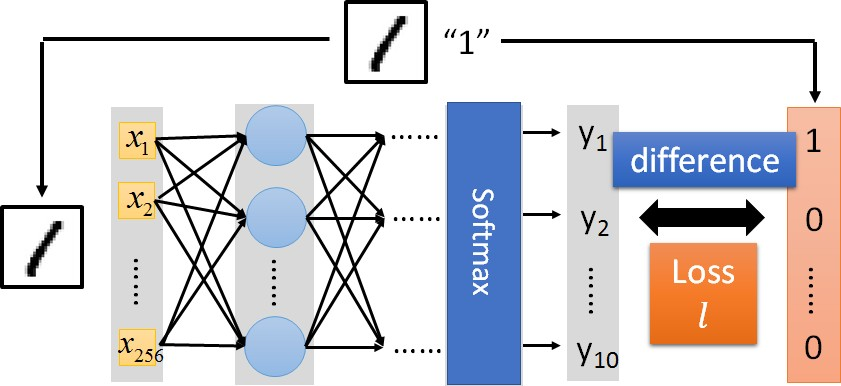 “1”
x1
x2
......
x256
......
......
......
......
Softmax
y1
y2
......
y10
difference
Loss
l
1
0
......
0